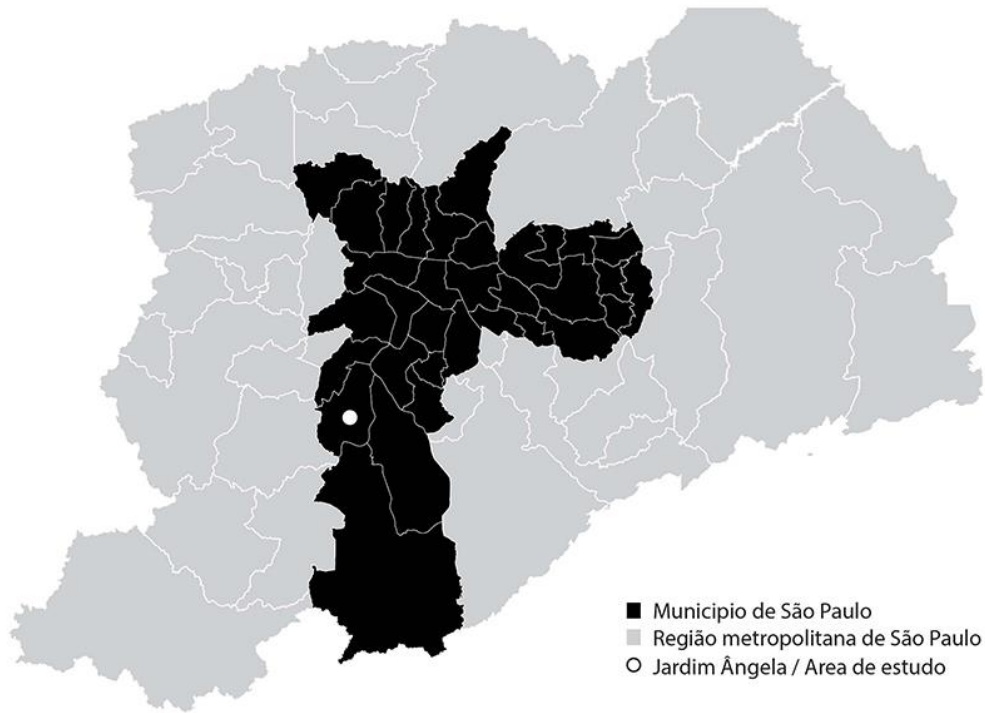 Municipio de São Paulo
Região metropolitana de São Paulo
Jardim Ângela / Area de estudo